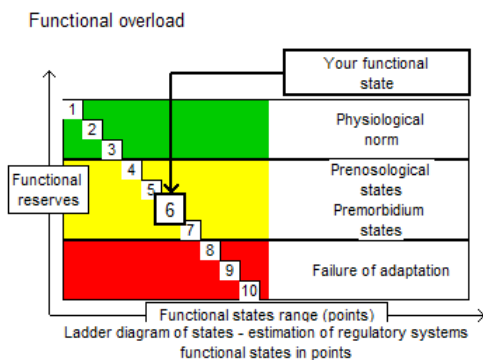 Functional overload
Your functional
state
1
2
3
4
5
6
7
8
9
10
Physiological
norm
Functional
reserves
Prenosological
states
Premorbidium
states
Failure of adaptation
Functional states range (points)
Ladder diagram of states - estimation of regulatory systems
functional states in points